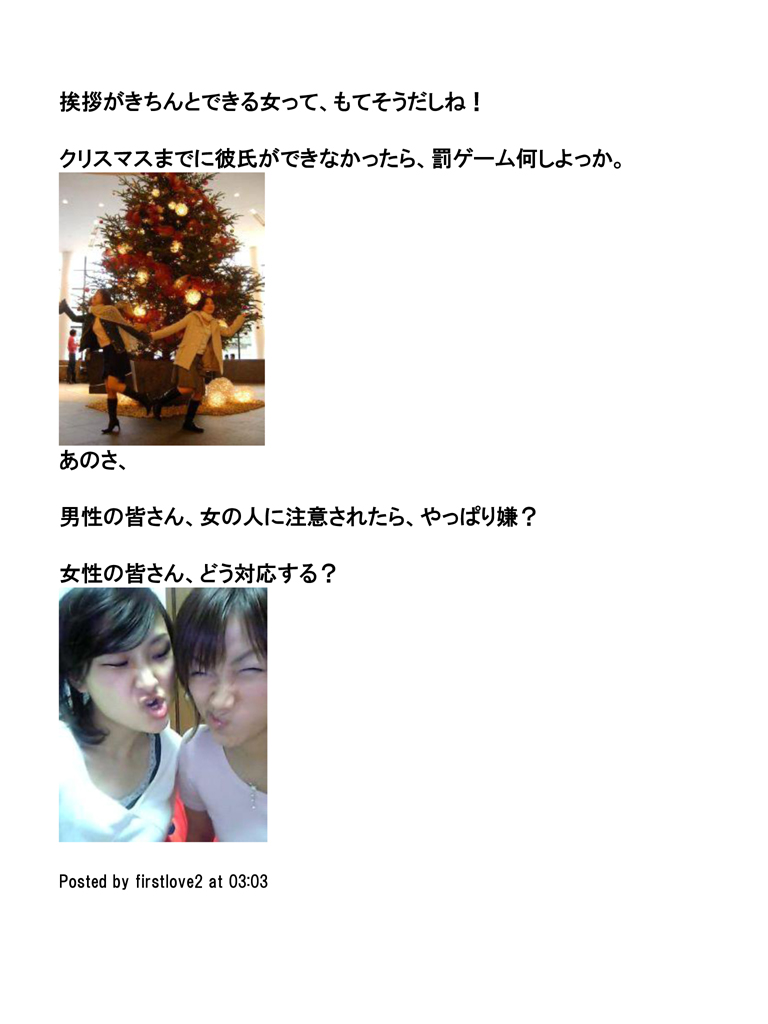 挨拶がきちんとできる女って、もてそうだしね！
クリスマスまでに彼氏ができなかったら、罰ゲーム何しよっか。
あのさ、
男性の皆さん、女の人に注意されたら、やっぱり嫌？
女性の皆さん、どう対応する？
Posted by firstlove2 at 03:03